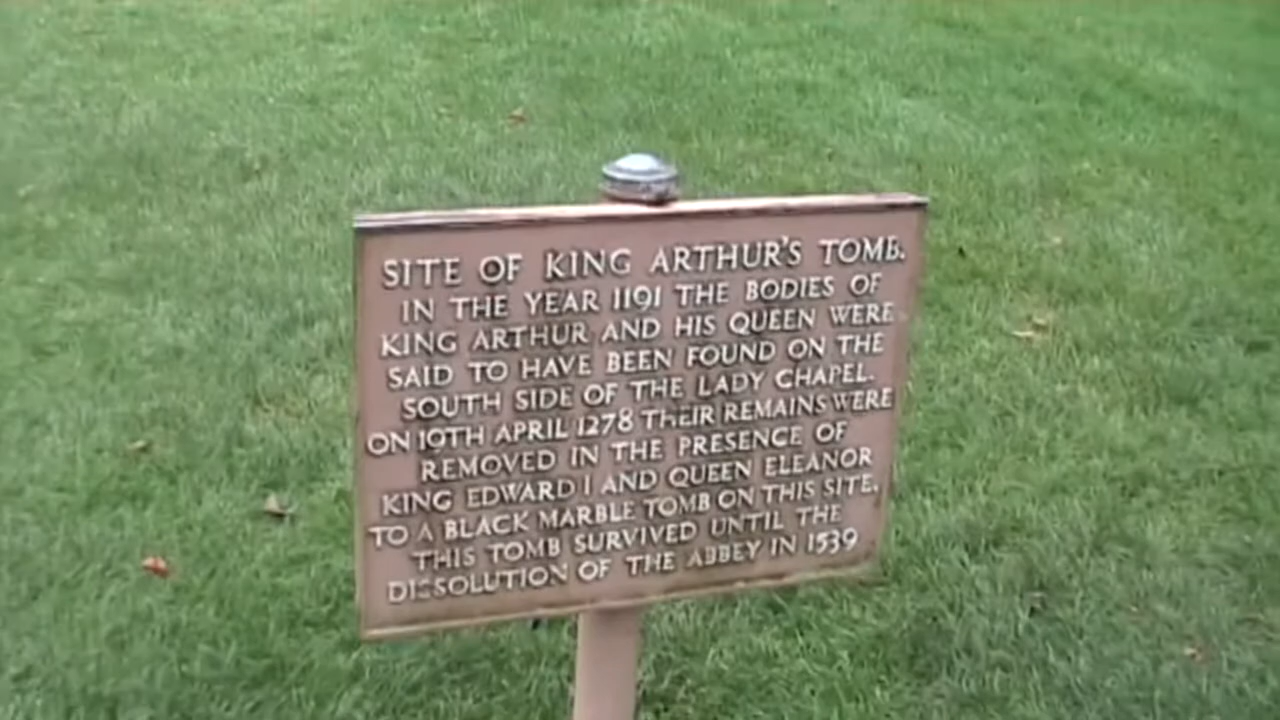 SITE OF KING ARTHUR'S TOMB.
IN THE YEAR 1191 THE BODIES OF
KING ARTHUR AND HIS QUEEN WERE
SAID TO HAVE BEEN FOUND ON THE
SOUTH SIDE OF THE LADY CHAPEL.
ON 10TH APRIL 1278 THEIR REMAINS WERE
REMOVED IN THE PRESENCE OF
KING EDWARD I AND QUEEN ELEANOR
TO A BLACK MARBLE TOMB ON THIS SITE.
THIS TOMB SURVIVED UNTIL THE
DISSOLUTION OF THE ABBEY IN 1539